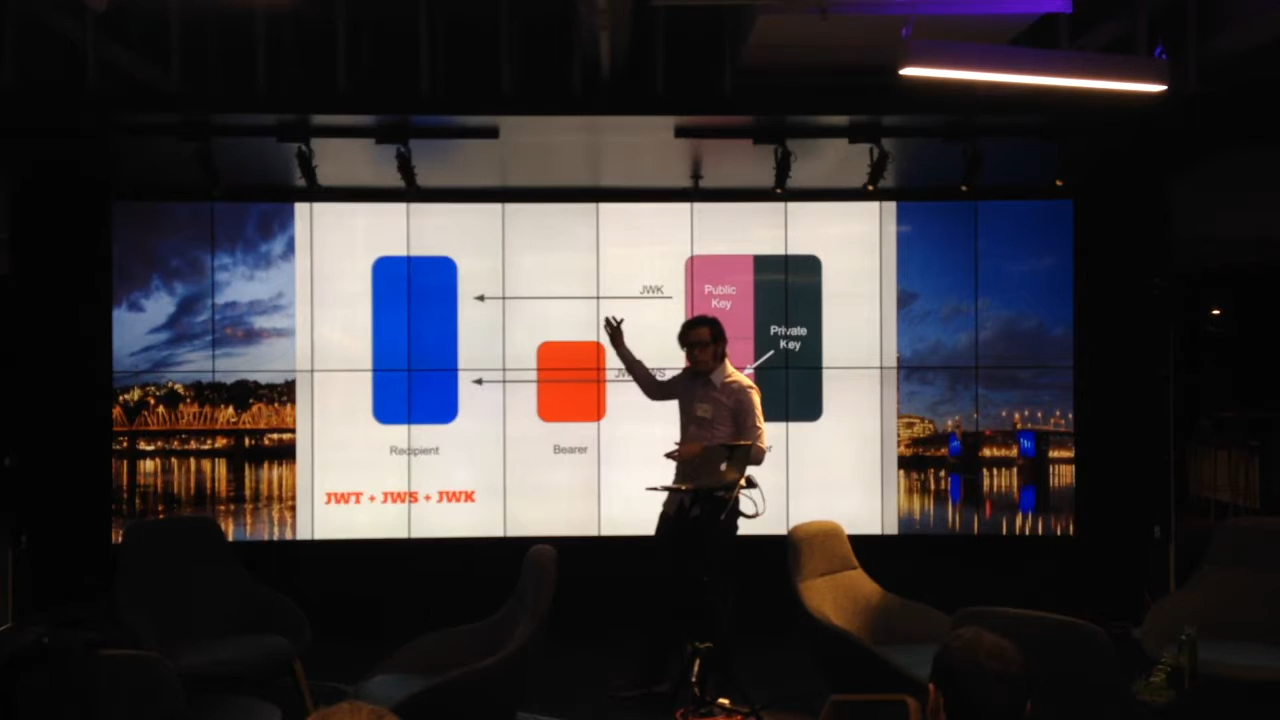 JWK
Public
Key
Private
Key
Recipient
Bearer
JWT + JWS + JWK